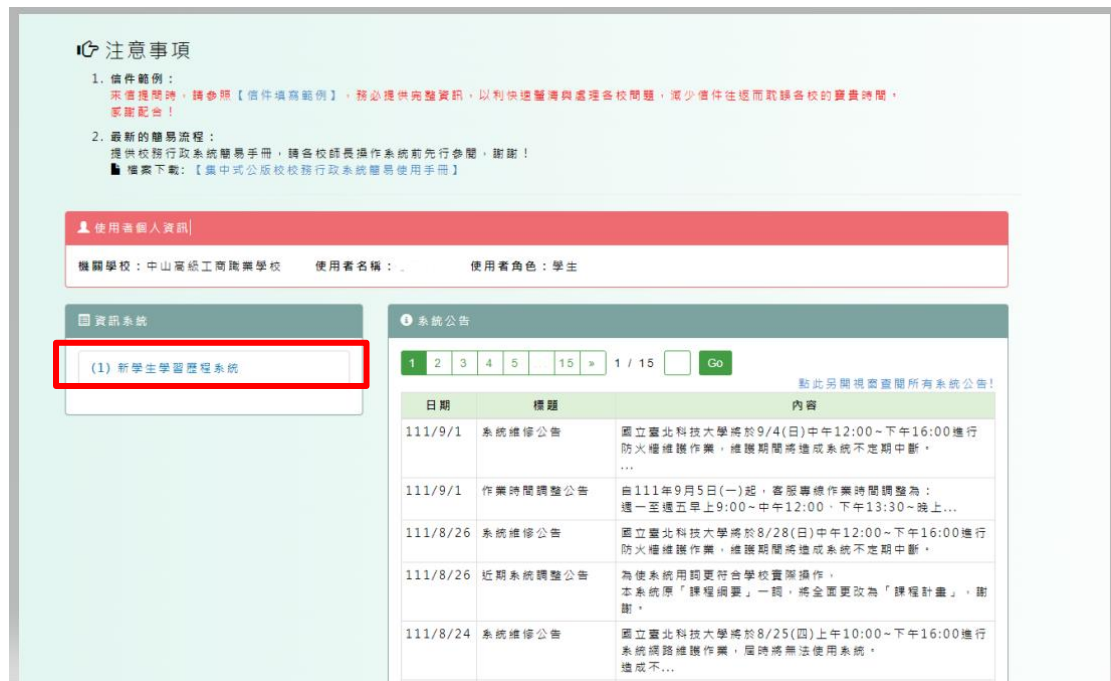 注意事項
1. 信件範例：
來信提問時，請參照【信件填寫範例】，務必提供完整資訊，以利快速釐清與處理各校問題，減少信件往返而耽誤各校的寶貴時間。
感謝配合！
2. 最新的簡易流程：
提供校務行政系統簡易手冊，請各校師長操作系統前先行參閱，謝謝！
檔案下載:【集中式公版校校務行政系統簡易使用手冊】
使用者個人資訊
機關學校：中山高級工商職業學校 使用者名稱： 使用者角色：學生
資訊系統
(1) 新學生學習歷程系統
系統公告
1 2 3 4 5 ... 15 » 1 / 15 Go
點此另開視窗查閱所有系統公告!
日期 標題 內容
111/9/1 系統維修公告 國立臺北科技大學將於9/4(日)中午12:00~下午16:00進行
防火牆維護作業，維護期間將造成系統不定期中斷。
...
111/9/1 作業時間調整公告 自111年9月5日(一)起，客服專線作業時間調整為：
週一至週五早上9:00~中午12:00、下午13:30~晚上...
111/8/26 系統維修公告 國立臺北科技大學將於8/28(日)中午12:00~下午16:00進行
防火牆維護作業，維護期間將造成系統不定期中斷。
111/8/26 近期系統調整公告 為使系統用詞更符合學校實際操作，
本系統原「課程綱要」一詞，將全面更改為「課程計畫」，謝
謝。
111/8/24 系統維修公告 國立臺北科技大學將於8/25(四)上午10:00~下午16:00進行
系統網路維護作業，屆時將無法使用系統。
造成不...